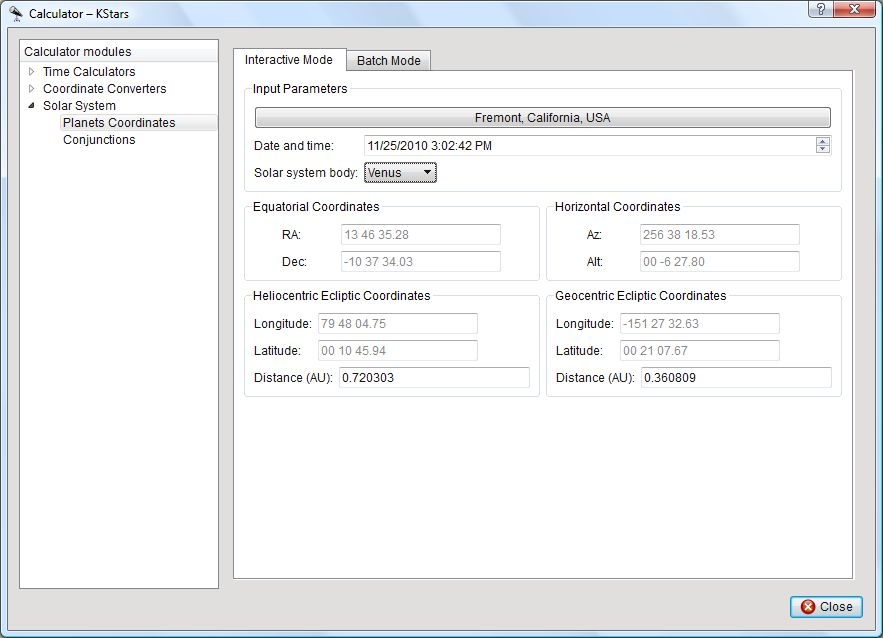 Calculator – KStars
Calculator modules
Time Calculators
Coordinate Converters
Solar System
Planets Coordinates
Conjunctions
Interactive Mode
Batch Mode
Input Parameters
Fremont, California, USA
Date and time: 11/25/2010 3:02:42 PM
Solar system body: Venus
Equatorial Coordinates
RA: 13 46 35.28
Dec: -10 37 34.03
Horizontal Coordinates
Az: 256 38 18.53
Alt: 00 -6 27.80
Heliocentric Ecliptic Coordinates
Longitude: 79 48 04.75
Latitude: 00 10 45.94
Distance (AU): 0.720303
Geocentric Ecliptic Coordinates
Longitude: -151 27 32.63
Latitude: 00 21 07.67
Distance (AU): 0.360809
Close